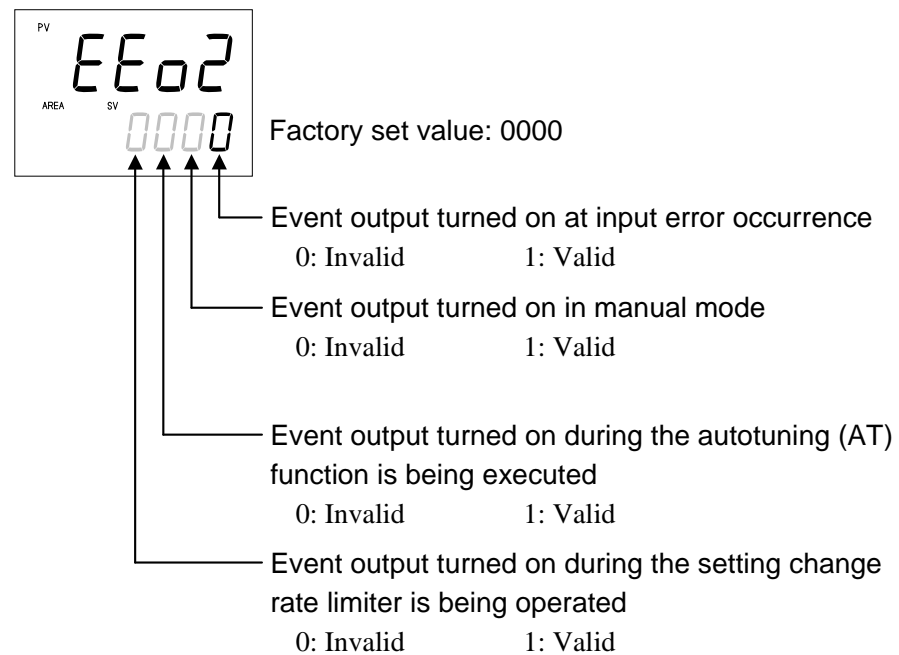 PV
EEo2
AREA SV
0000 Factory set value: 0000
Event output turned on at input error occurrence
0: Invalid 1: Valid
Event output turned on in manual mode
0: Invalid 1: Valid
Event output turned on during the autotuning (AT)
function is being executed
0: Invalid 1: Valid
Event output turned on during the setting change
rate limiter is being operated
0: Invalid 1: Valid